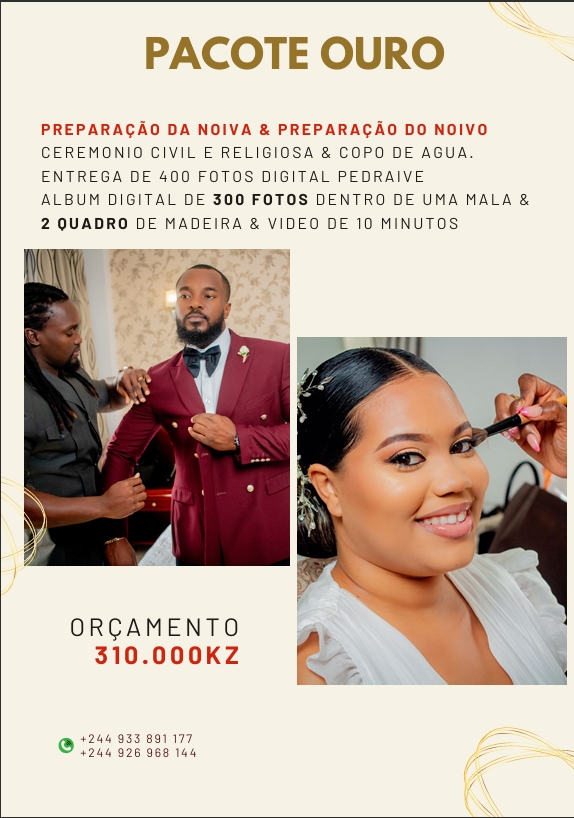 PACOTE OURO
PREPARAÇÃO DA NOIVA & PREPARAÇÃO DO NOIVO
CEREMONIO CIVIL E RELIGIOSA & COPO DE AGUA.
ENTREGA DE 400 FOTOS DIGITAL PEDRAIVE
ALBUM DIGITAL DE 300 FOTOS DENTRO DE UMA MALA &
2 QUADRO DE MADEIRA & VIDEO DE 10 MINUTOS
ORÇAMENTO
310.000KZ
+244 933 891 177
+244 926 968 144